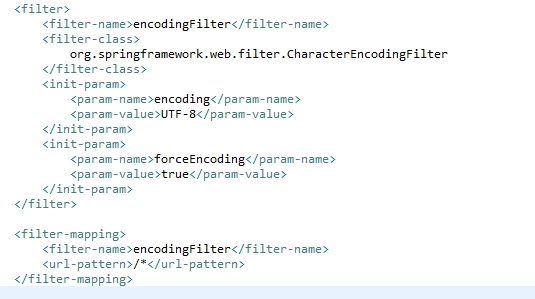 <filter>
<filter-name>encodingFilter</filter-name>
<filter-class>
org.springframework.web.filter.CharacterEncodingFilter
</filter-class>
<init-param>
<param-name>encoding</param-name>
<param-value>UTF-8</param-value>
</init-param>
<init-param>
<param-name>forceEncoding</param-name>
<param-value>true</param-value>
</init-param>
</filter>
<filter-mapping>
<filter-name>encodingFilter</filter-name>
<url-pattern>/*</url-pattern>
</filter-mapping>